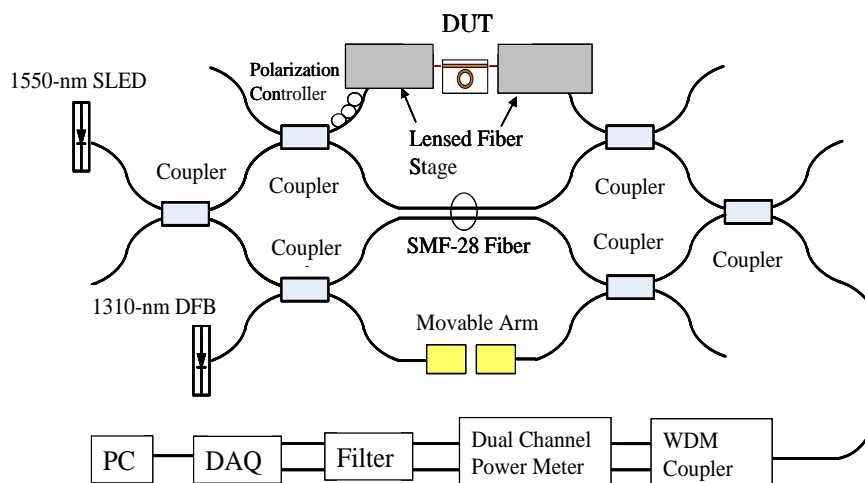 DUT
1550-nm SLED
Polarization
Controller
Lensed Fiber
Stage
Coupler
Coupler
Coupler
Coupler
SMF-28 Fiber
Coupler
Coupler
1310-nm DFB
Movable Arm
PC
DAQ
Filter
Dual Channel
Power Meter
WDM
Coupler